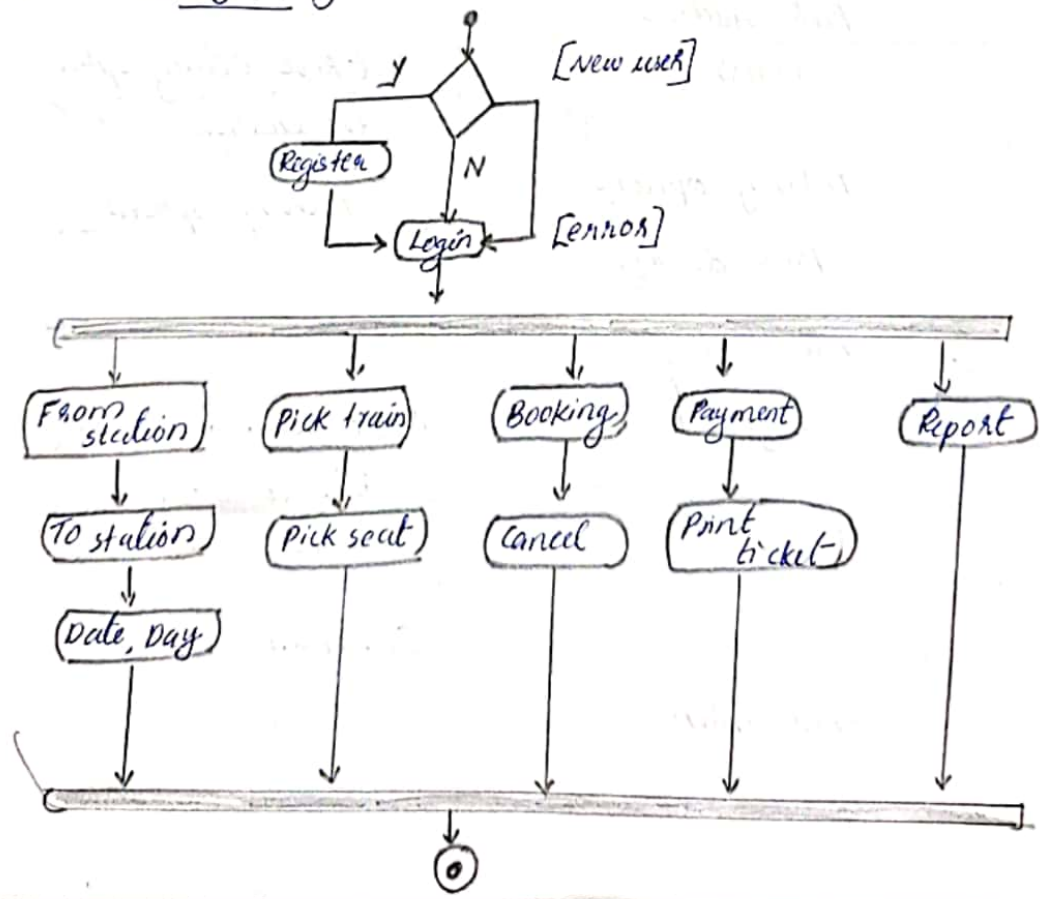 [New user]
Y
Register
N
Login
[error]
From
station
Pick train
Booking
Payment
Report
To station
Pick seat
Cancel
Print
ticket
Date, Day